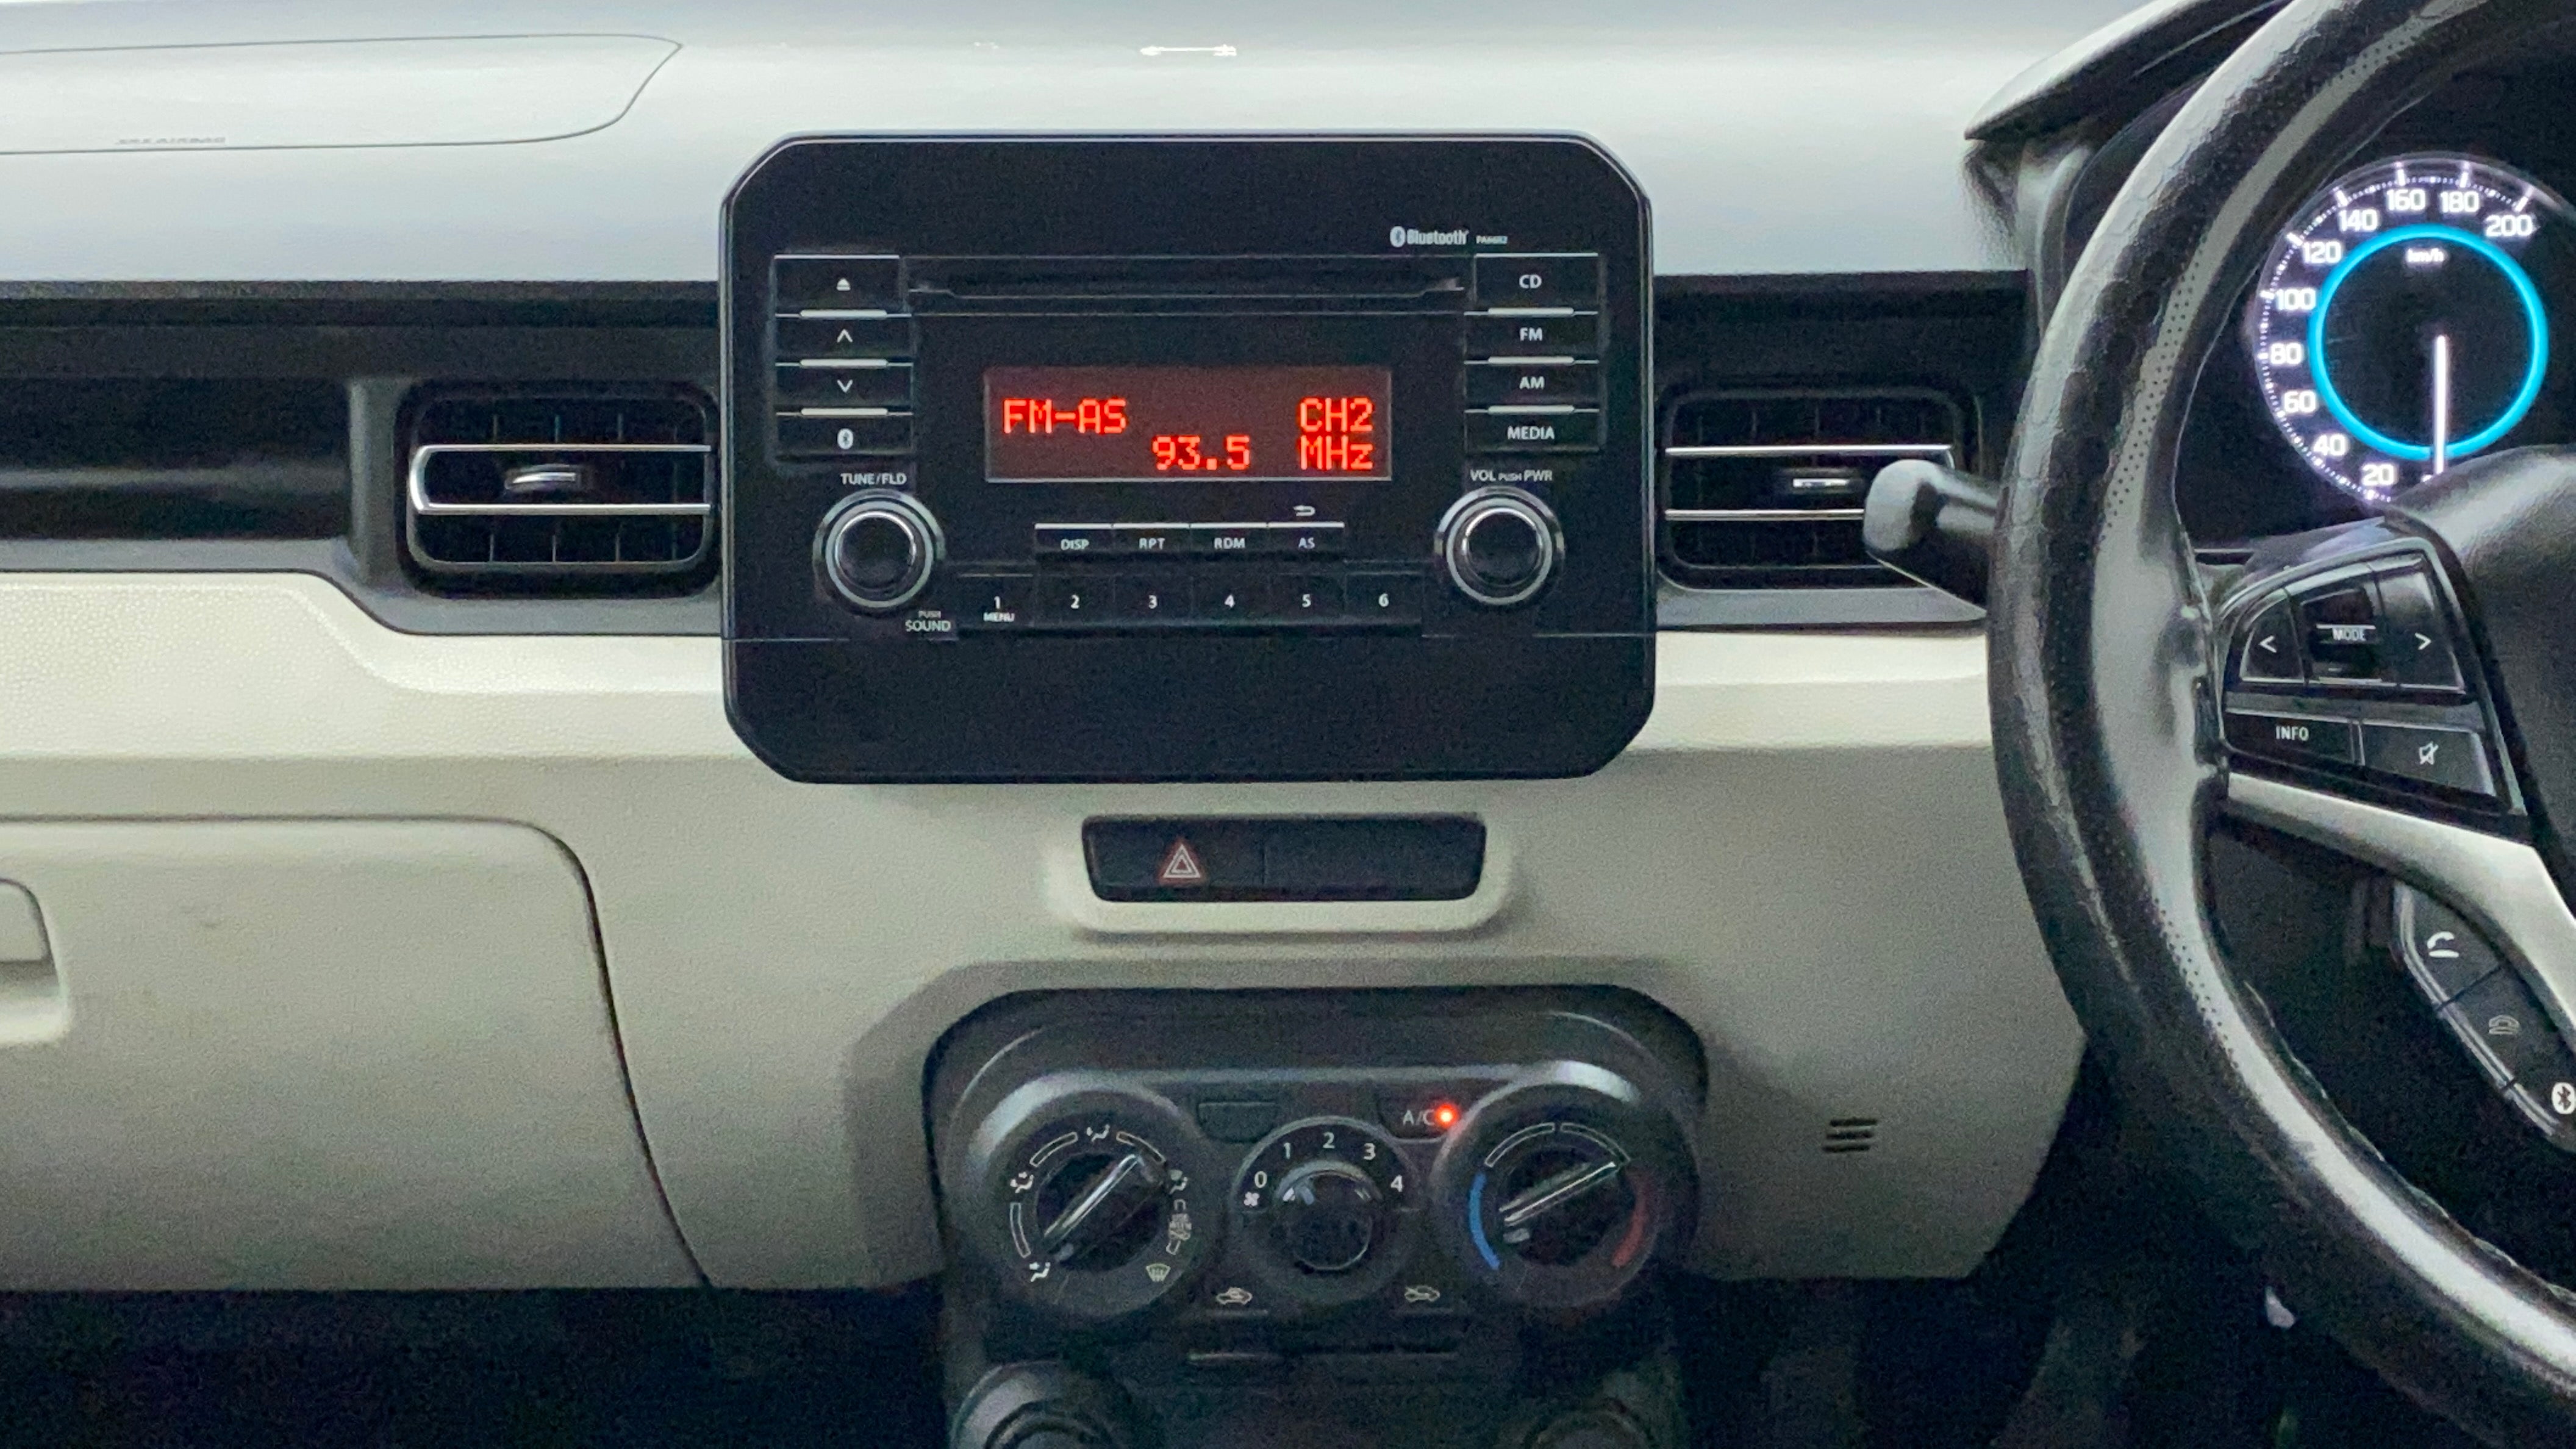 Bluetooth
CD
FM
AM
MEDIA
FM-AS CH2
93.5 MHz
TUNE/FLD
VOL PUSH PWR
DISP RPT RDM AS
1 2 3 4 5 6
MENU
PUSH
SOUND
20 40 60 80 100 120 140 160 180 200
km/h
MODE
INFO
A/C
0 1 2 3 4